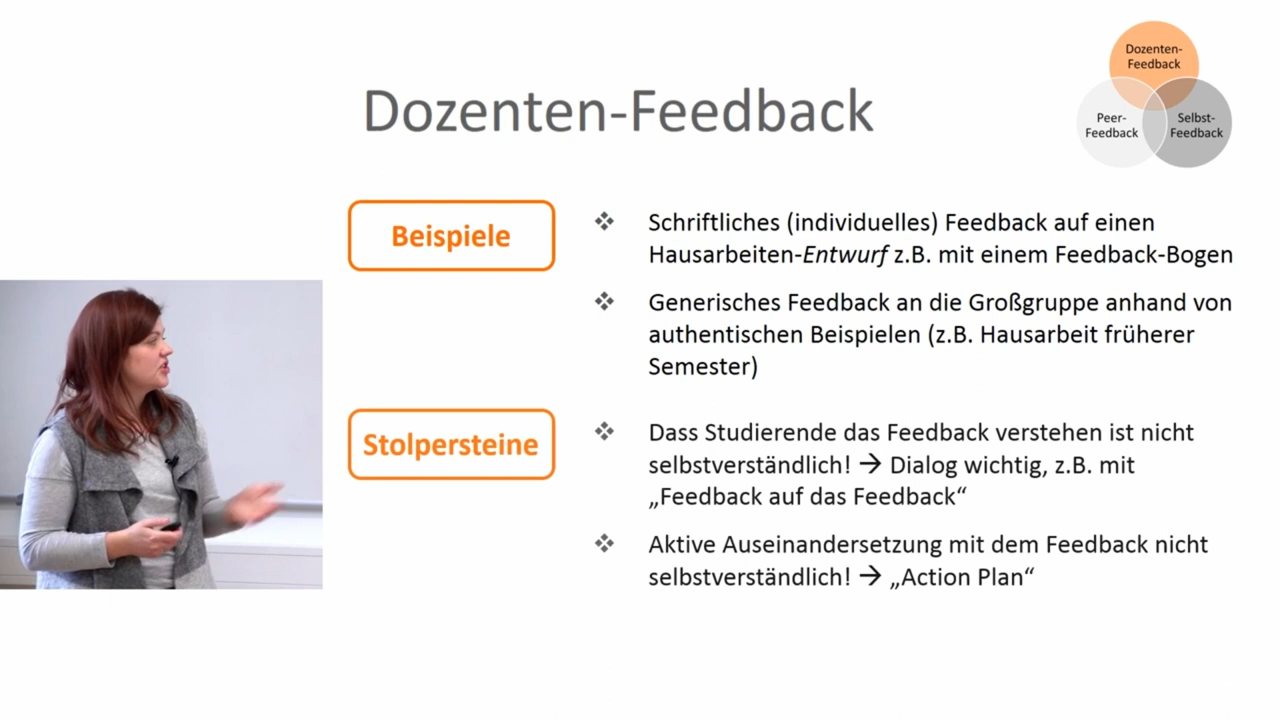 Dozenten-Feedback
Dozenten-
Feedback
Peer-
Feedback
Selbst-
Feedback
Beispiele
❖ Schriftliches (individuelles) Feedback auf einen
Hausarbeiten-Entwurf z.B. mit einem Feedback-Bogen
❖ Generisches Feedback an die Großgruppe anhand von
authentischen Beispielen (z.B. Hausarbeit früherer
Semester)
Stolpersteine
❖ Dass Studierende das Feedback verstehen ist nicht
selbstverständlich! → Dialog wichtig, z.B. mit
„Feedback auf das Feedback“
❖ Aktive Auseinandersetzung mit dem Feedback nicht
selbstverständlich! → „Action Plan“